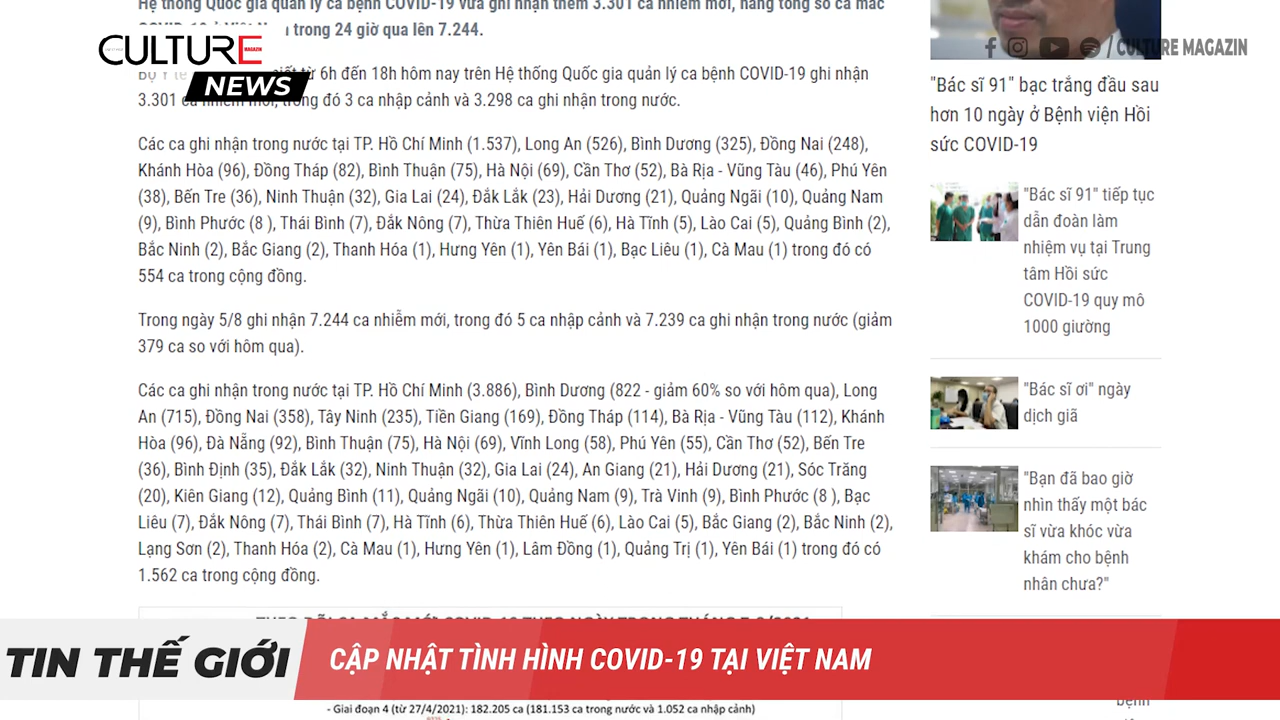 Hệ thống Quốc gia quản lý ca bệnh COVID-19 vừa ghi nhận thêm 3.301 ca nhiễm mới, nâng tổng số ca mắc
trong 24 giờ qua lên 7.244.
CULTURE
MAGAZIN
NEWS
từ 6h đến 18h hôm nay trên Hệ thống Quốc gia quản lý ca bệnh COVID-19 ghi nhận
3.301 ca nhiễm mới, trong đó 3 ca nhập cảnh và 3.298 ca ghi nhận trong nước.
Các ca ghi nhận trong nước tại TP. Hồ Chí Minh (1.537), Long An (526), Bình Dương (325), Đồng Nai (248),
Khánh Hòa (96), Đồng Tháp (82), Bình Thuận (75), Hà Nội (69), Cần Thơ (52), Bà Rịa - Vũng Tàu (46), Phú Yên
(38), Bến Tre (36), Ninh Thuận (32), Gia Lai (24), Đắk Lắk (23), Hải Dương (21), Quảng Ngãi (10), Quảng Nam
(9), Bình Phước (8 ), Thái Bình (7), Đắk Nông (7), Thừa Thiên Huế (6), Hà Tĩnh (5), Lào Cai (5), Quảng Bình (2),
Bắc Ninh (2), Bắc Giang (2), Thanh Hóa (1), Hưng Yên (1), Yên Bái (1), Bạc Liêu (1), Cà Mau (1) trong đó có
554 ca trong cộng đồng.
Trong ngày 5/8 ghi nhận 7.244 ca nhiễm mới, trong đó 5 ca nhập cảnh và 7.239 ca ghi nhận trong nước (giảm
379 ca so với hôm qua).
Các ca ghi nhận trong nước tại TP. Hồ Chí Minh (3.886), Bình Dương (822 - giảm 60% so với hôm qua), Long
An (715), Đồng Nai (358), Tây Ninh (235), Tiền Giang (169), Đồng Tháp (114), Bà Rịa - Vũng Tàu (112), Khánh
Hòa (96), Đà Nẵng (92), Bình Thuận (75), Hà Nội (69), Vĩnh Long (58), Phú Yên (55), Cần Thơ (52), Bến Tre
(36), Bình Định (35), Đắk Lắk (32), Ninh Thuận (32), Gia Lai (24), An Giang (21), Hải Dương (21), Sóc Trăng
(20), Kiên Giang (12), Quảng Bình (11), Quảng Ngãi (10), Quảng Nam (9), Trà Vinh (9), Bình Phước (8 ), Bạc
Liêu (7), Đắk Nông (7), Thái Bình (7), Hà Tĩnh (6), Thừa Thiên Huế (6), Lào Cai (5), Bắc Giang (2), Bắc Ninh (2),
Lạng Sơn (2), Thanh Hóa (2), Cà Mau (1), Hưng Yên (1), Lâm Đồng (1), Quảng Trị (1), Yên Bái (1) trong đó có
1.562 ca trong cộng đồng.
/ CULTURE MAGAZIN
"Bác sĩ 91" bạc trắng đầu sau
hơn 10 ngày ở Bệnh viện Hồi
sức COVID-19
"Bác sĩ 91" tiếp tục
dẫn đoàn làm
nhiệm vụ tại Trung
tâm Hồi sức
COVID-19 quy mô
1000 giường
"Bác sĩ ơi" ngày
dịch giã
"Bạn đã bao giờ
nhìn thấy một bác
sĩ vừa khóc vừa
khám cho bệnh
nhân chưa?"
TIN THẾ GIỚI
CẬP NHẬT TÌNH HÌNH COVID-19 TẠI VIỆT NAM
- Giai đoạn 4 (từ 27/4/2021): 182.205 ca (181.153 ca trong nước và 1.052 ca nhập cảnh)
bệnh